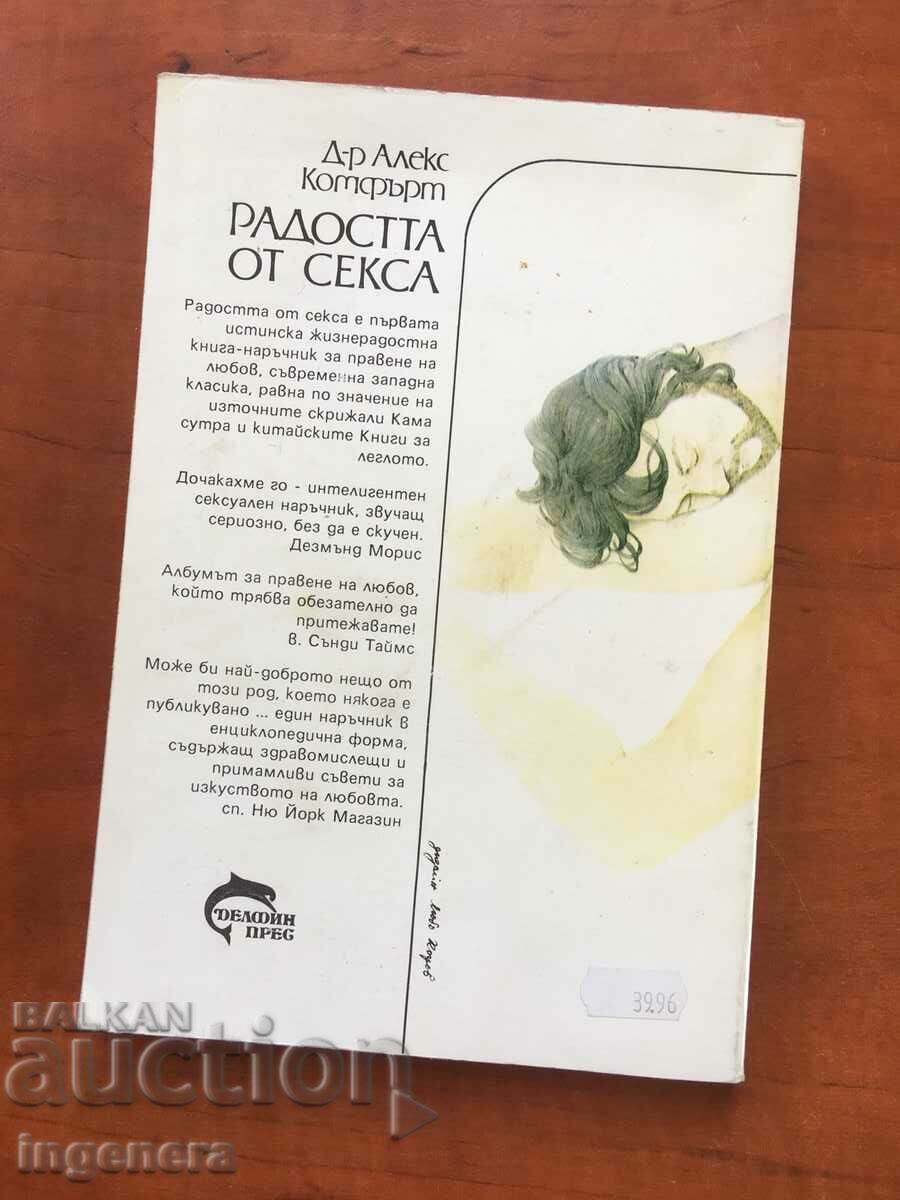 Д-р Алекс
Комфърт
РАДОСТТА
ОТ СЕКСА
Радостта от секса е първата
истинска жизнерадостна
книга-наръчник за правене на
любов, съвременна западна
класика, равна по значение на
източните скрижали Кама
сутра и китайските Книги за
леглото.
Дочакахме го - интелигентен
сексуален наръчник, звучащ
сериозно, без да е скучен.
Дезмънд Морис
Албумът за правене на любов,
който трябва обезателно да
притежавате!
в. Сънди Таймс
Може би най-доброто нещо от
този род, което някога е
публикувано ... един наръчник в
енциклопедична форма,
съдържащ здравомислещи и
примамливи съвети за
изкуството на любовта.
сп. Ню Йорк Магазин
ДЕЛФИН
ПРЕС
дизайн Любо Коцев
39.96
BALKAN
auction
ingenera